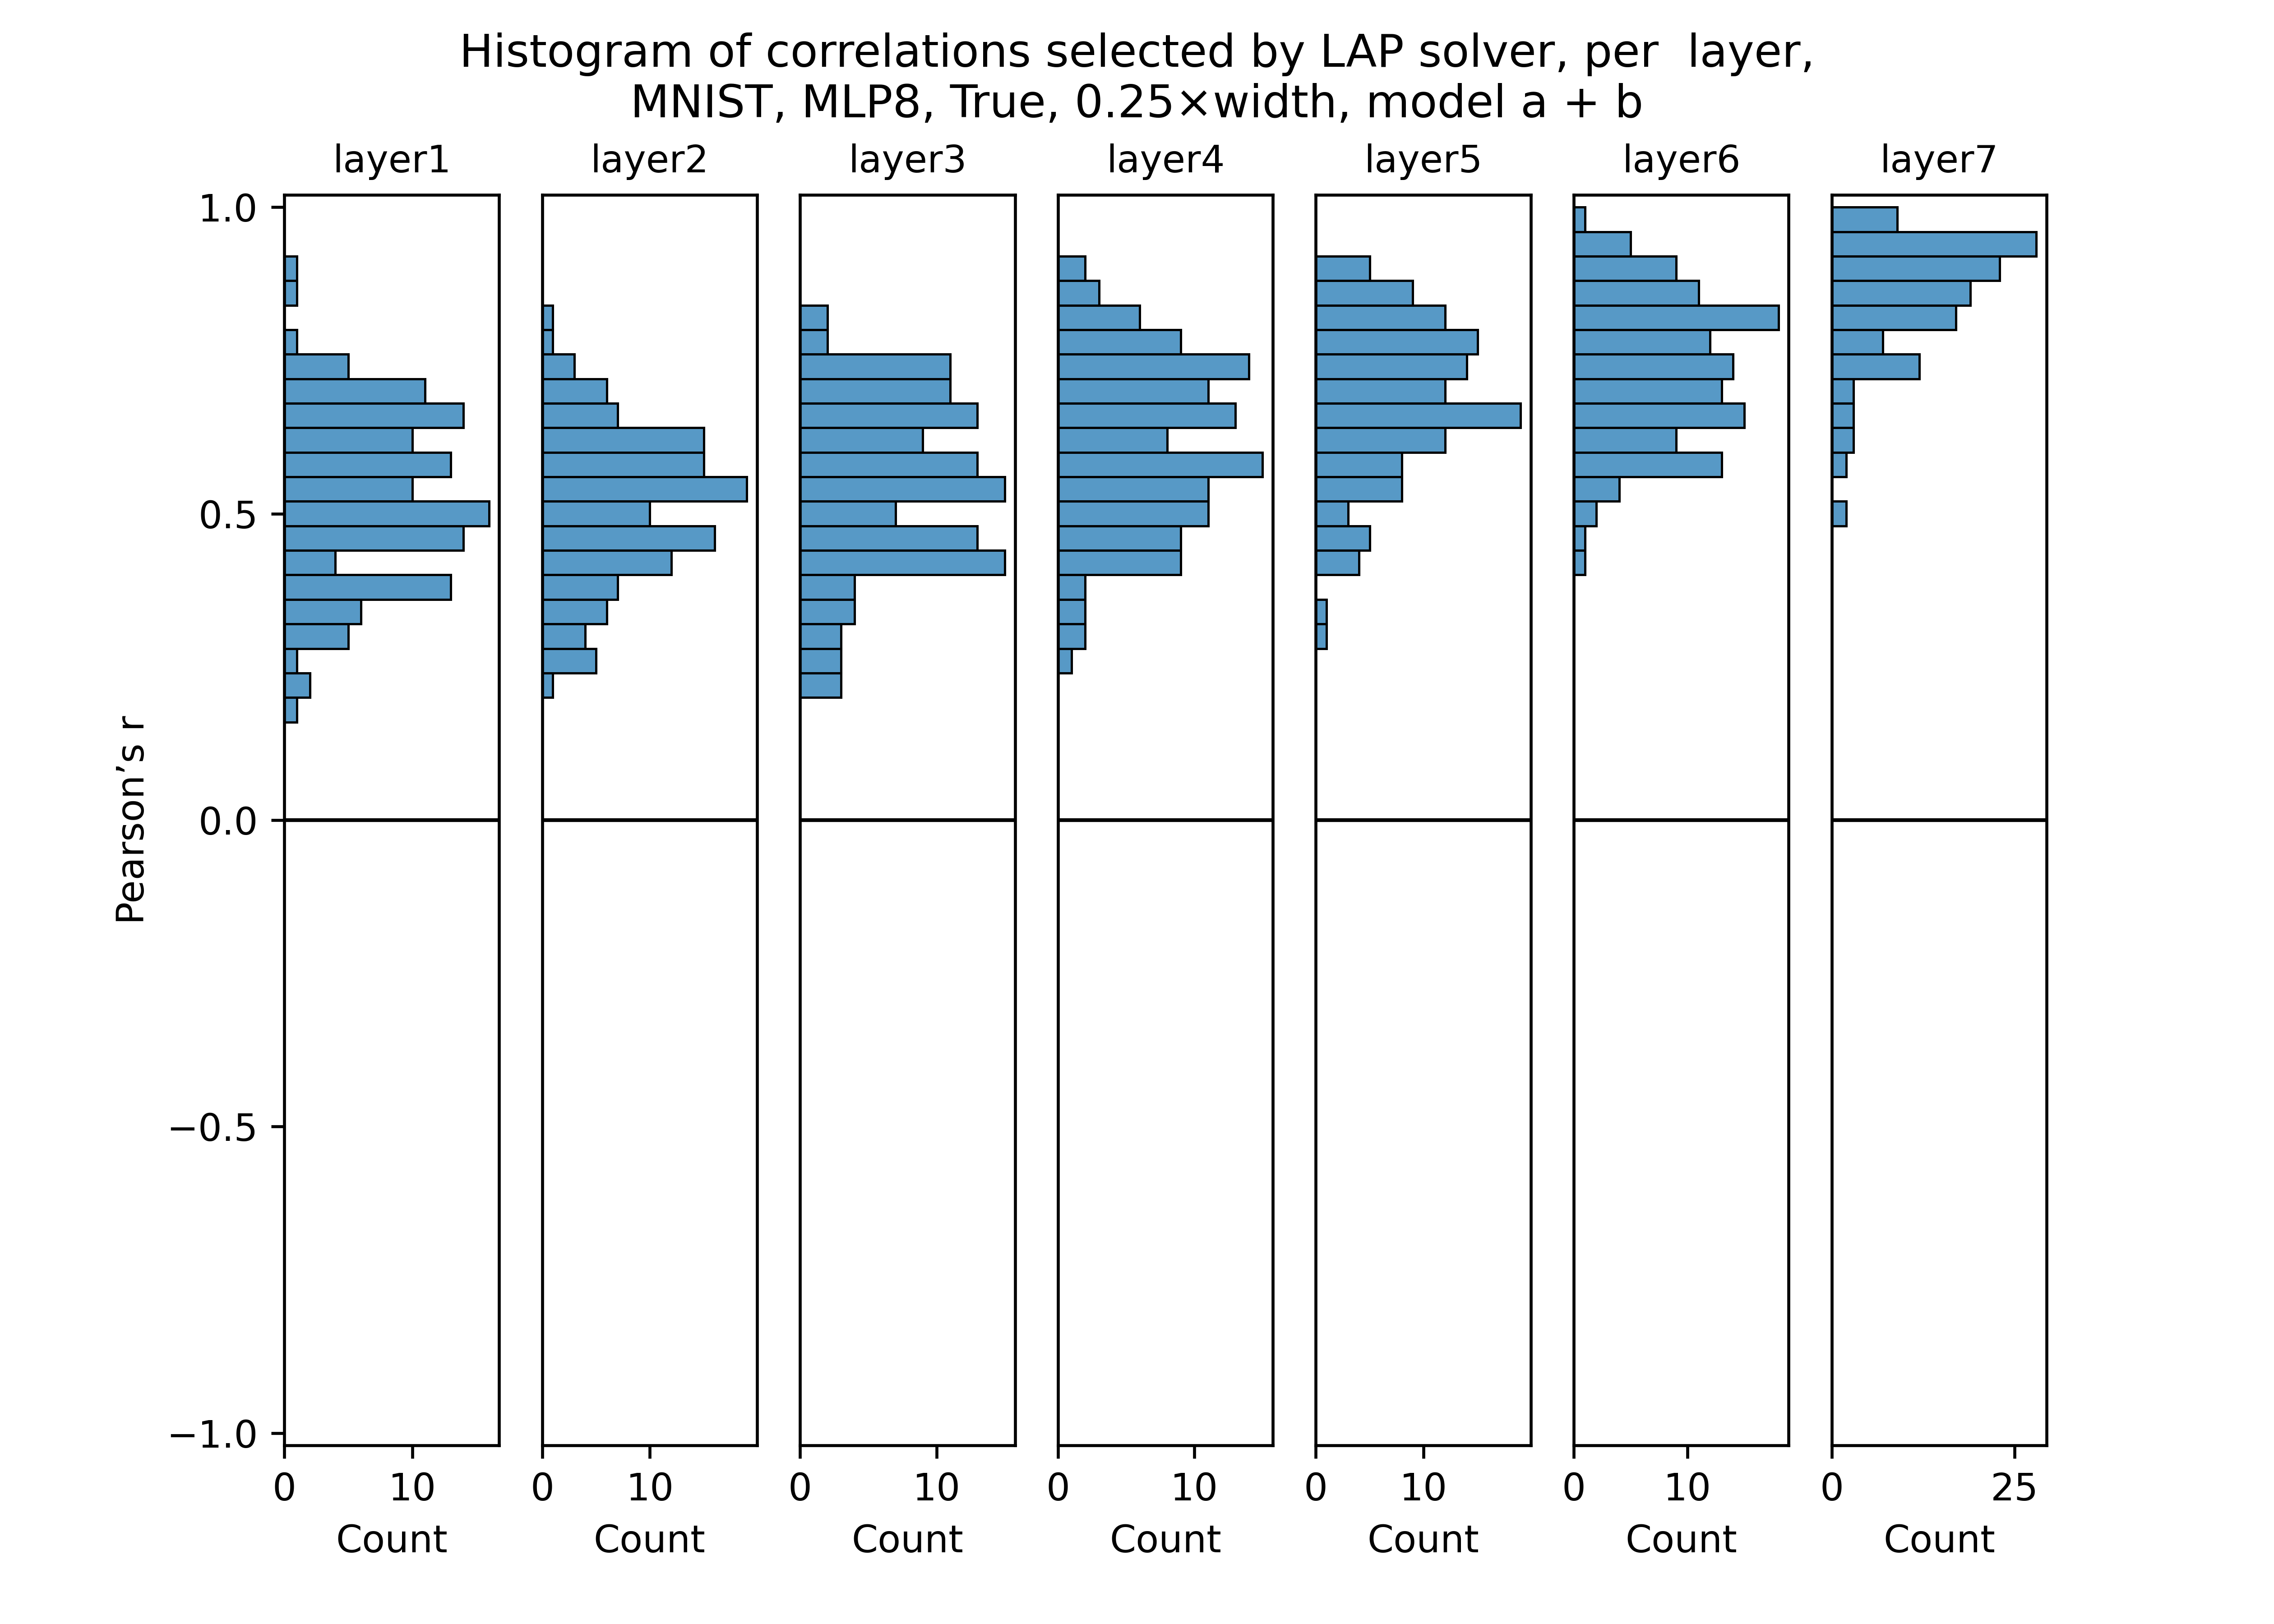 Histogram of correlations selected by LAP solver, per  layer,
MNIST, MLP8, True, 0.25×width, model a + b
layer1 layer2 layer3 layer4 layer5 layer6 layer7
1.0
0.5
0.0
−0.5
−1.0
Pearson’s r
0 10 0 10 0 10 0 10 0 10 0 10 0 25
Count Count Count Count Count Count Count